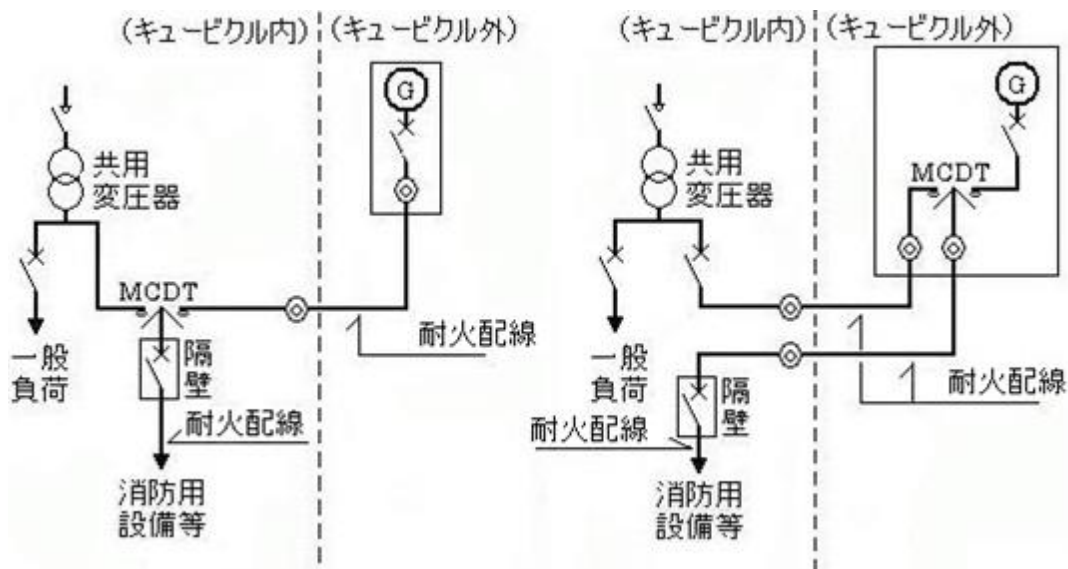 (キュービクル内)
(キュービクル外)
G
共用
変圧器
MCDT
一般
負荷
隔
壁
耐火配線
耐火配線
消防用
設備等
(キュービクル内)
(キュービクル外)
G
共用
変圧器
MCDT
一般
負荷
隔
壁
耐火配線
耐火配線
消防用
設備等